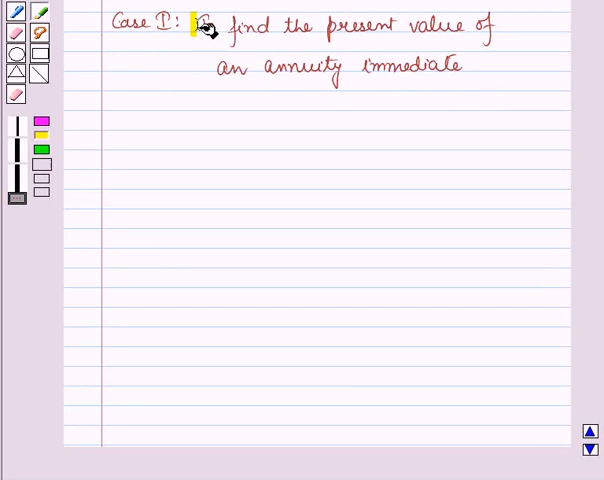 Case I: To find the present value of
an annuity immediate